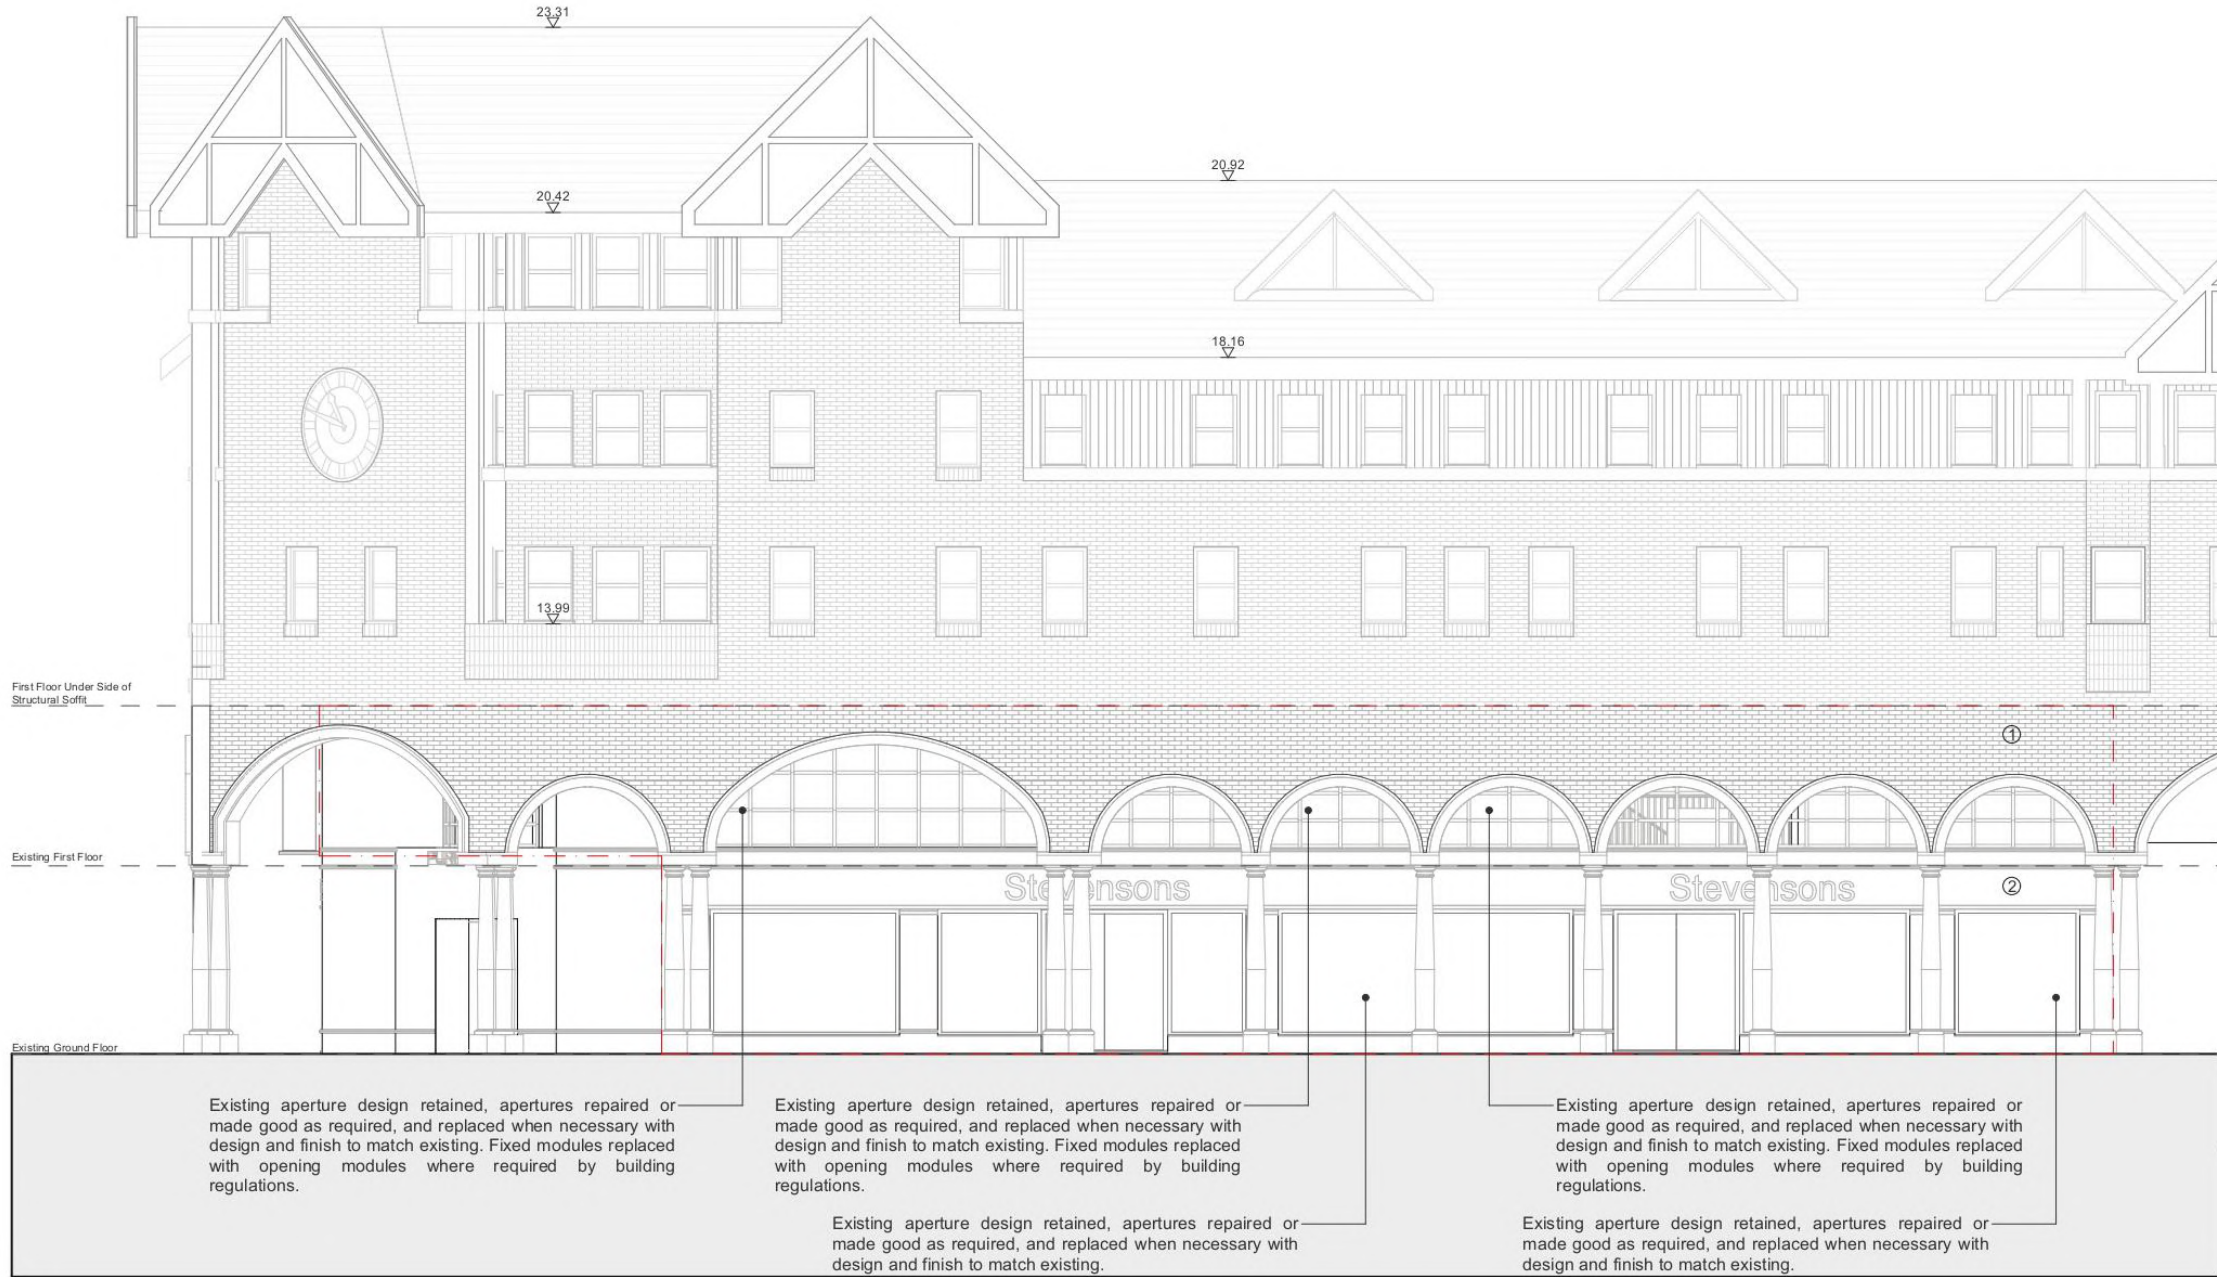 23.31
20.42
20.92
18.16
13.99
First Floor Under Side of
Structural Soffit
①
Existing First Floor
Stevensons
Stevensons
②
Existing Ground Floor
Existing aperture design retained, apertures repaired or
made good as required, and replaced when necessary with
design and finish to match existing. Fixed modules replaced
with opening modules where required by building
regulations.
Existing aperture design retained, apertures repaired or
made good as required, and replaced when necessary with
design and finish to match existing. Fixed modules replaced
with opening modules where required by building
regulations.
Existing aperture design retained, apertures repaired or
made good as required, and replaced when necessary with
design and finish to match existing. Fixed modules replaced
with opening modules where required by building
regulations.
Existing aperture design retained, apertures repaired or
made good as required, and replaced when necessary with
design and finish to match existing.
Existing aperture design retained, apertures repaired or
made good as required, and replaced when necessary with
design and finish to match existing.